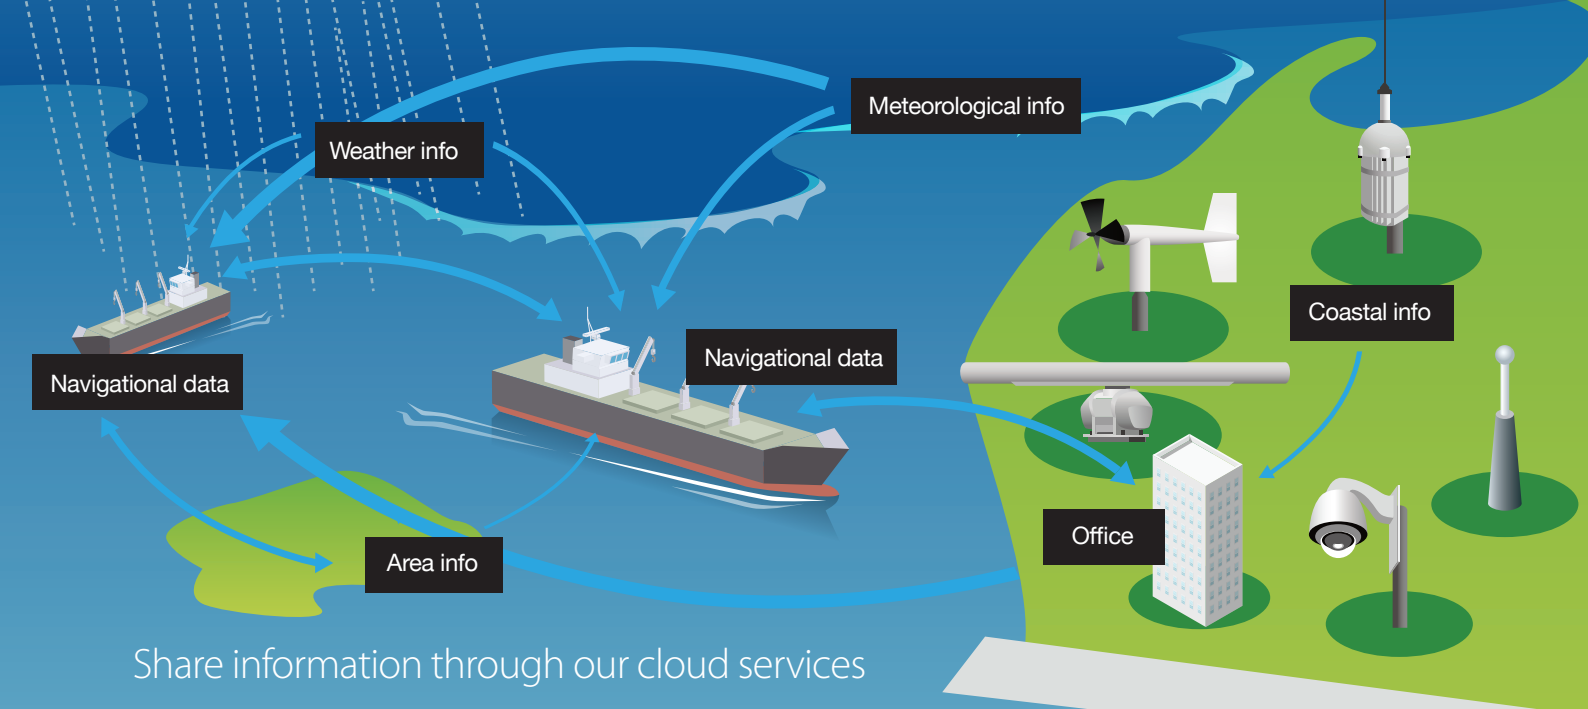 Meteorological info
Weather info
Coastal info
Navigational data
Navigational data
Office
Area info
Share information through our cloud services